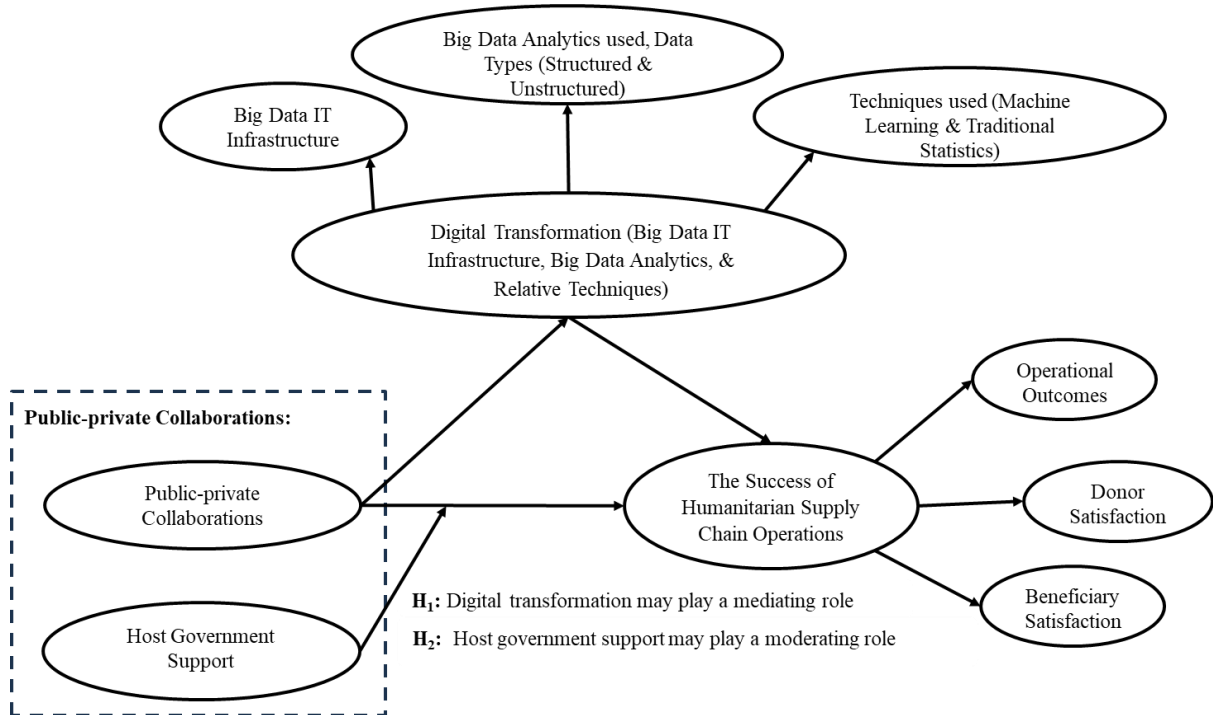 Big Data Analytics used, Data
Types (Structured &
Unstructured)
Big Data IT
Infrastructure
Techniques used (Machine
Learning & Traditional
Statistics)
Digital Transformation (Big Data IT
Infrastructure, Big Data Analytics, &
Relative Techniques)
Public-private Collaborations:
Public-private
Collaborations
Host Government
Support
The Success of
Humanitarian Supply
Chain Operations
Operational
Outcomes
Donor
Satisfaction
Beneficiary
Satisfaction
H₁: Digital transformation may play a mediating role
H₂: Host government support may play a moderating role